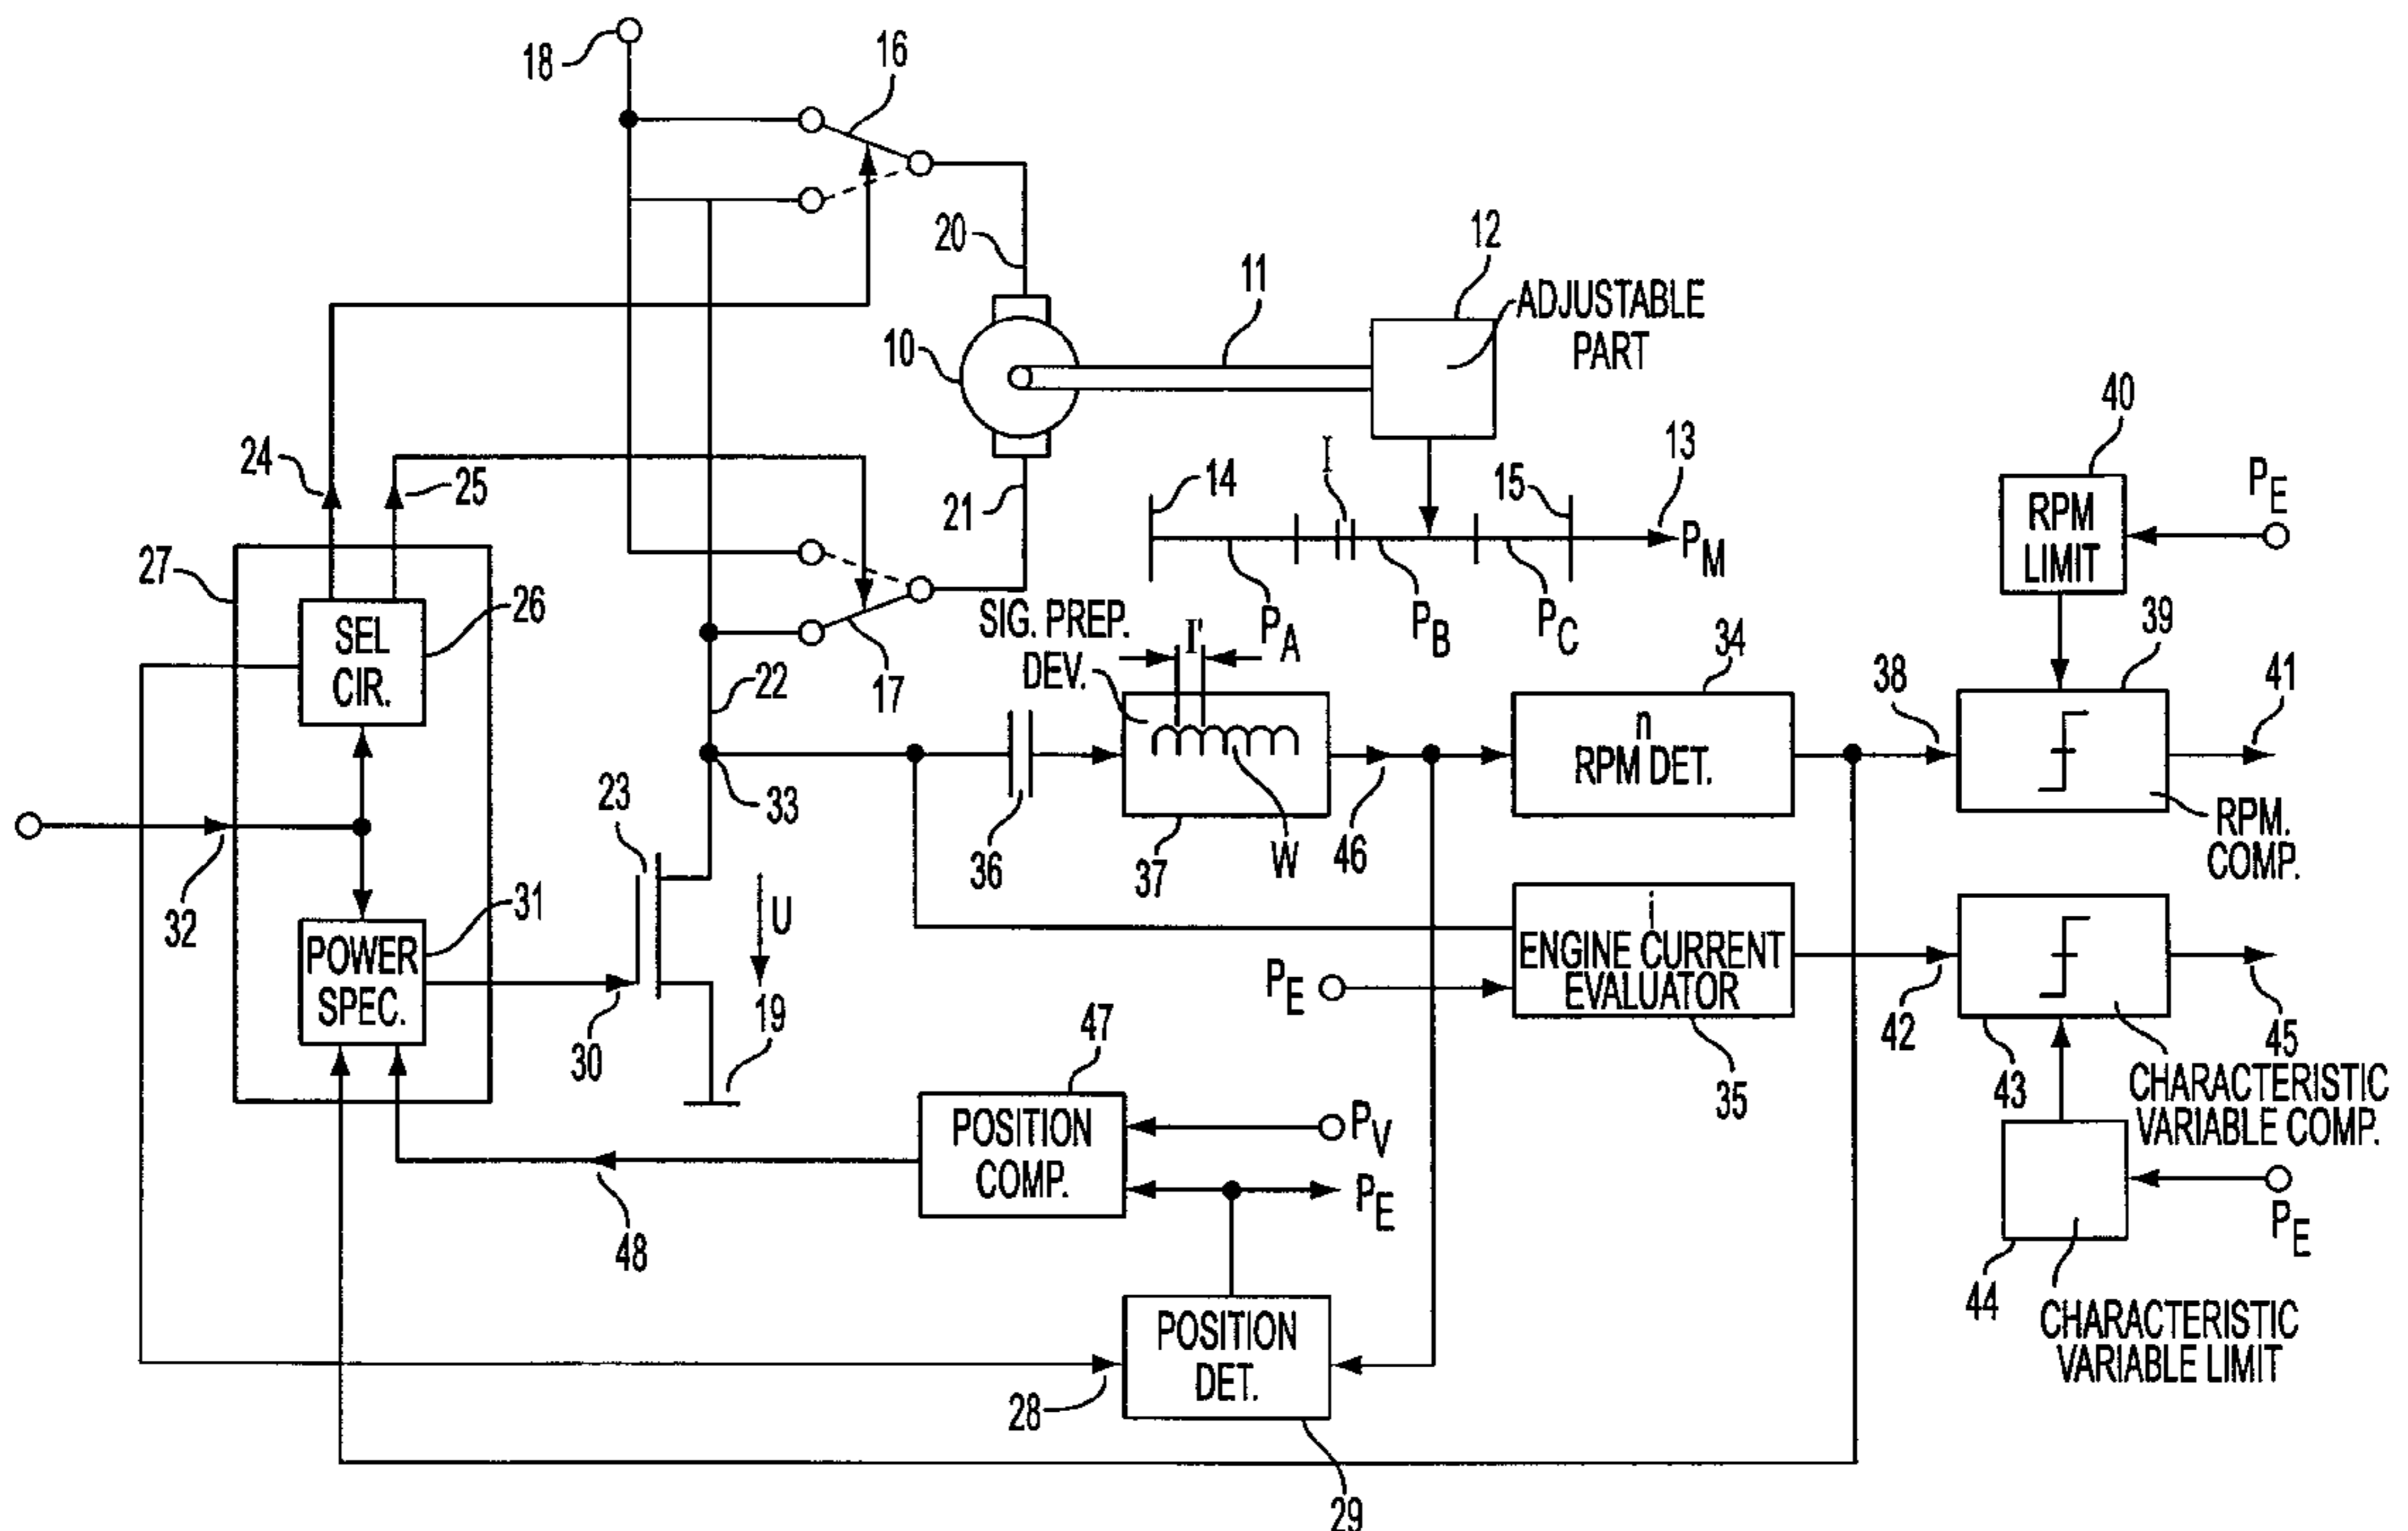 18
16
20
11
12
ADJUSTABLE
PART
10
24
25
21
14
I
15
13
P_M
40
P_E
RPM
LIMIT
27
26
SEL
CIR.
17
22
SIG. PREP.
DEV.
I'
P_A
P_B
P_C
34
39
38
41
n
RPM DET.
RPM.
COMP.
23
33
36
37
W
46
32
31
POWER
SPEC.
30
U
19
P_E
i
ENGINE CURRENT
EVALUATOR
35
42
43
45
CHARACTERISTIC
VARIABLE COMP.
47
POSITION
COMP.
P_V
P_E
48
P_E
44
CHARACTERISTIC
VARIABLE LIMIT
POSITION
DET.
28
29